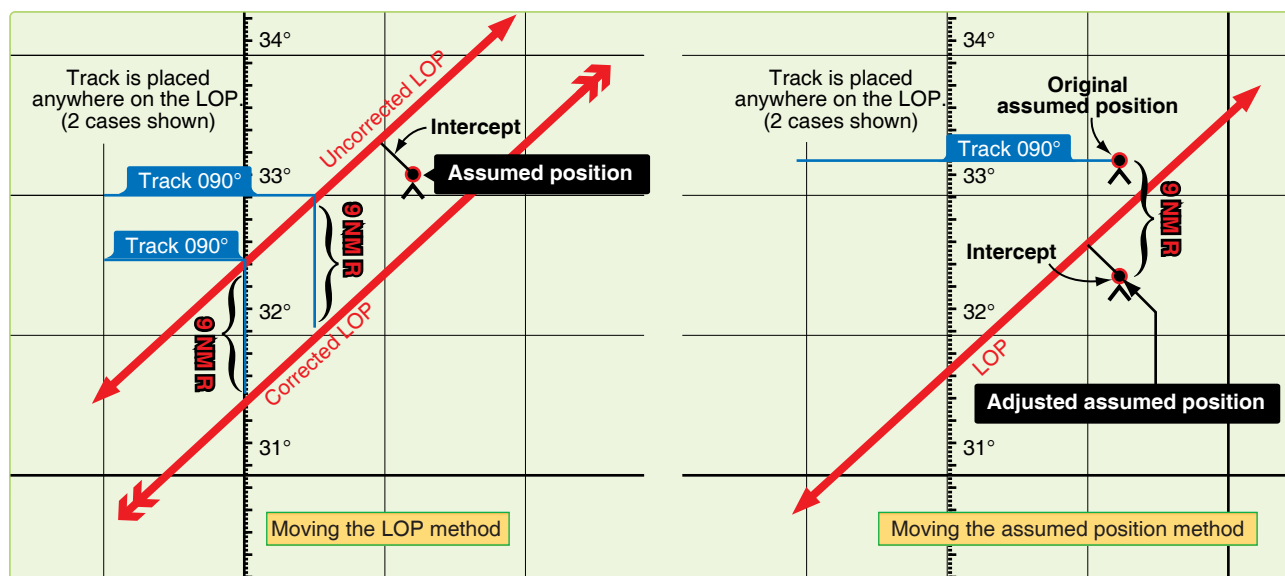 34°
Track is placed
anywhere on the LOP.
(2 cases shown)
Uncorrected LOP
Intercept
Assumed position
Track 090°
33°
Track 090°
9 NM R
9 NM R
32°
Corrected LOP
31°
Moving the LOP method
34°
Track is placed
anywhere on the LOP.
(2 cases shown)
Original
assumed position
Track 090°
33°
9 NM R
Intercept
32°
LOP
Adjusted assumed position
31°
Moving the assumed position method